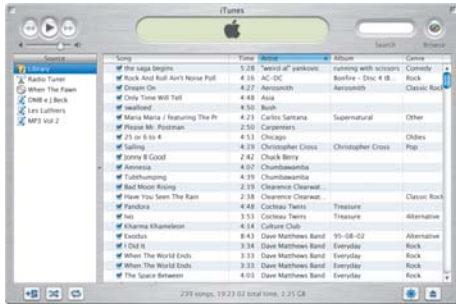 iTunes
Search
Browse
Source
Library
Radio Tuner
When The Pawn
DMB e J.Beck
Les Luthiers
MP3 Vol 2
Song Time Artist Album Genre
the saga begins 5:28 "weird al" yankovic running with scissors Comedy
Rock And Roll Ain't Noise Poll 4:16 AC-DC Bonfire - Disc 4 (B... Rock
Dream On 4:27 Aerosmith Aerosmith Classic Rock
Only Time Will Tell 4:48 Asia
swalloed 4:50 Bush
Maria Maria / featuring The Pr 4:36 Carlos Santana Supernatural Other
Please Mr. Postman 2:50 Carpenters
25 or 6 to 4 4:53 Chicago Oldies
Sailing 4:19 Christopher Cross Christopher Cross Pop
Jonny B Good 2:42 Chuck Berry
Amnesia 4:07 Chumbawamba
Tubthumping 4:39 Chumbawamba
Bad Moon Rising 2:19 Clearence Clearwat...
Have You Seen The Rain 2:38 Clearence Clearwat... Classic Rock
Pandora 4:48 Cocteau Twins Treasure
Ivo 3:53 Cocteau Twins Treasure Alternative
Kharma Khameleon 4:14 Culture Club
Exodus 8:43 Dave Matthews Band 95-08-02 Alternative
I Did It 3:34 Dave Matthews Band Everyday Rock
When The World Ends 3:33 Dave Matthews Band Everyday Rock
When The World Ends 3:33 Dave Matthews Band Everyday Rock
The Space Between 4:03 Dave Matthews Band Everyday Rock
239 songs, 19:23:02 total time, 1.25 GB